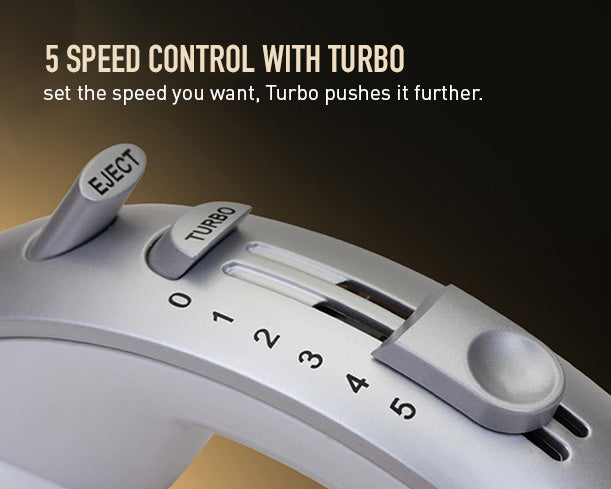 5 SPEED CONTROL WITH TURBO
set the speed you want, Turbo pushes it further.
EJECT
TURBO
0
1
2
3
4
5